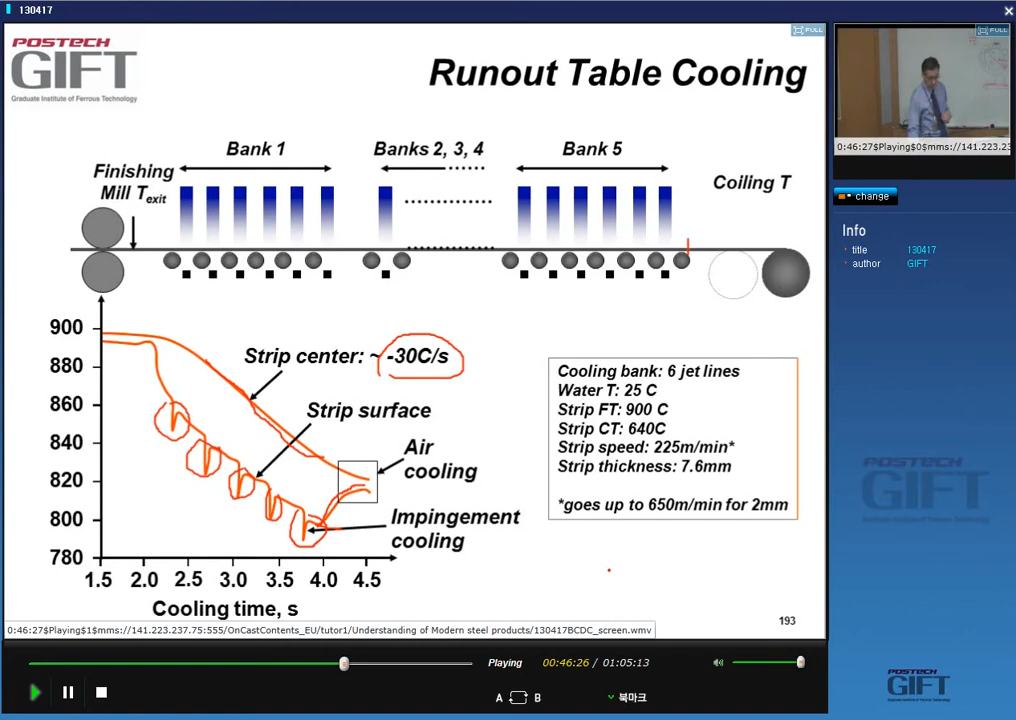 130417
POSTECH
GIFT
Graduate Institute of Ferrous Technology
Runout Table Cooling
FULL
Bank 1
Banks 2, 3, 4
Bank 5
Finishing
Mill Texit
Coiling T
900
880
860
840
820
800
780
1.5 2.0 2.5 3.0 3.5 4.0 4.5
Cooling time, s
Strip center: ~ -30C/s
Strip surface
Air
cooling
Impingement
cooling
Cooling bank: 6 jet lines
Water T: 25 C
Strip FT: 900 C
Strip CT: 640C
Strip speed: 225m/min*
Strip thickness: 7.6mm
*goes up to 650m/min for 2mm
193
0:46:27$Playing$1$mms://141.223.237.75:555/OnCastContents_EU/tutor1/Understanding of Modern steel products/130417BCDC_screen.wmv
FULL
0:46:27$Playing$0$mms://141.223.23
change
Info
title 130417
author GIFT
POSTECH
GIFT
Playing
00:46:26 / 01:05:13
A B
북마크
POSTECH
GIFT